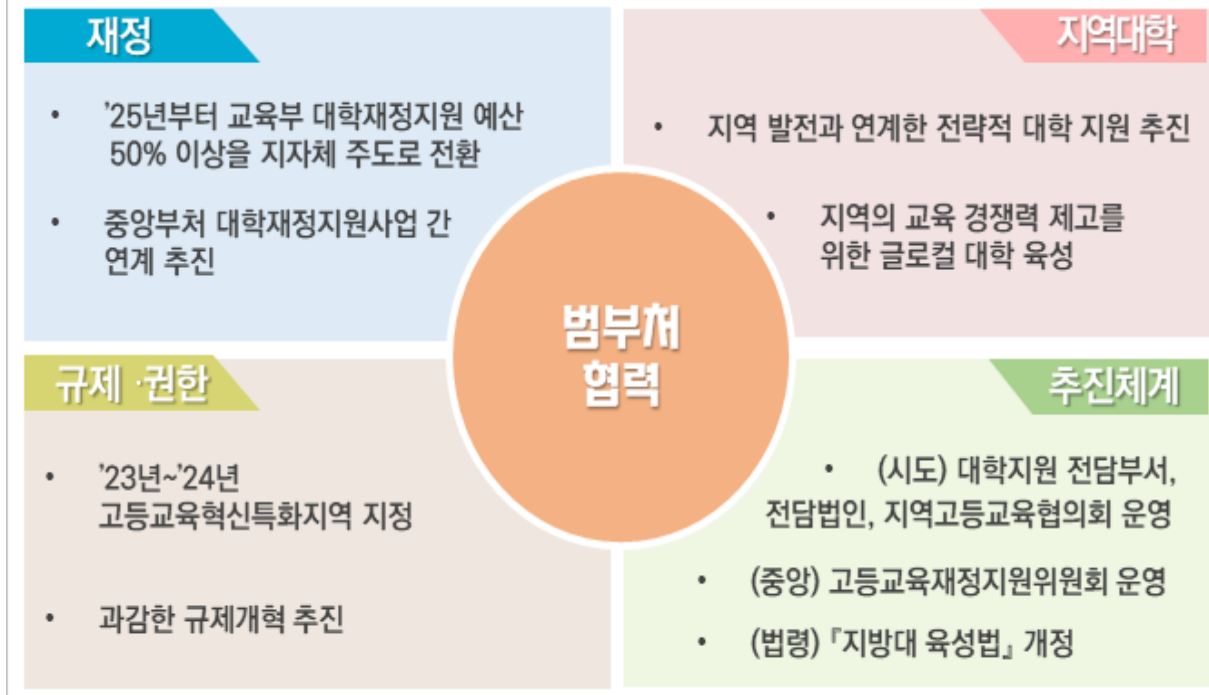 재정
• '25년부터 교육부 대학재정지원 예산
50% 이상을 지자체 주도로 전환
• 중앙부처 대학재정지원사업 간
연계 추진
지역대학
• 지역 발전과 연계한 전략적 대학 지원 추진
• 지역의 교육 경쟁력 제고를
위한 글로컬 대학 육성
범부처
협력
규제 ·권한
• '23년~'24년
고등교육혁신특화지역 지정
• 과감한 규제개혁 추진
추진체계
• (시도) 대학지원 전담부서,
전담법인, 지역고등교육협의회 운영
• (중앙) 고등교육재정지원위원회 운영
• (법령) 『지방대 육성법』 개정